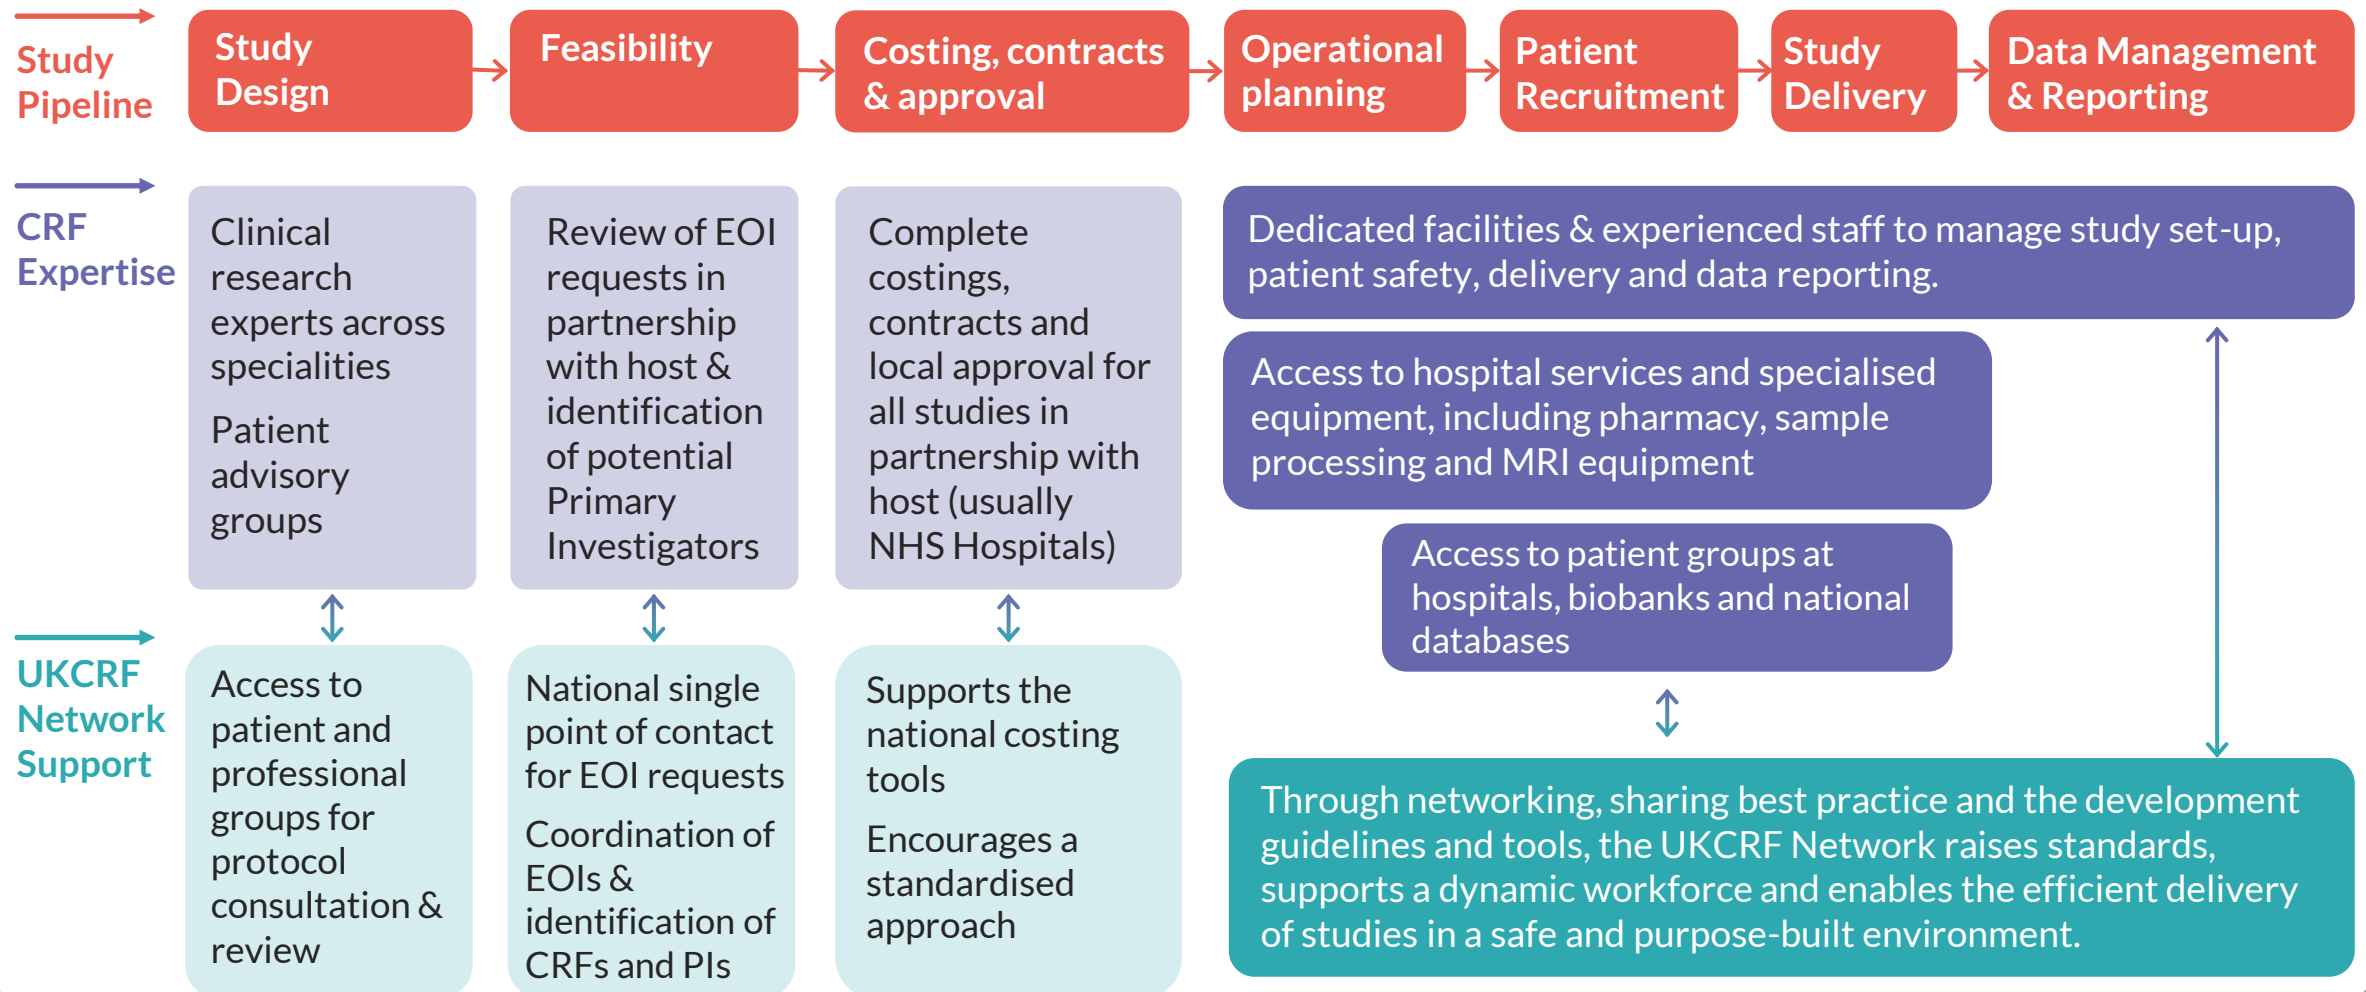 Study
Pipeline
Study
Design
Feasibility
Costing, contracts
& approval
Operational
planning
Patient
Recruitment
Study
Delivery
Data Management
& Reporting
CRF
Expertise
Clinical
research
experts across
specialities
Patient
advisory
groups
Review of EOI
requests in
partnership
with host &
identification
of potential
Primary
Investigators
Complete
costings,
contracts and
local approval for
all studies in
partnership with
host (usually
NHS Hospitals)
Dedicated facilities & experienced staff to manage study set-up,
patient safety, delivery and data reporting.
Access to hospital services and specialised
equipment, including pharmacy, sample
processing and MRI equipment
Access to patient groups at
hospitals, biobanks and national
databases
UKCRF
Network
Support
Access to
patient and
professional
groups for
protocol
consultation &
review
National single
point of contact
for EOI requests
Coordination of
EOIs &
identification of
CRFs and PIs
Supports the
national costing
tools
Encourages a
standardised
approach
Through networking, sharing best practice and the development
guidelines and tools, the UKCRF Network raises standards,
supports a dynamic workforce and enables the efficient delivery
of studies in a safe and purpose-built environment.